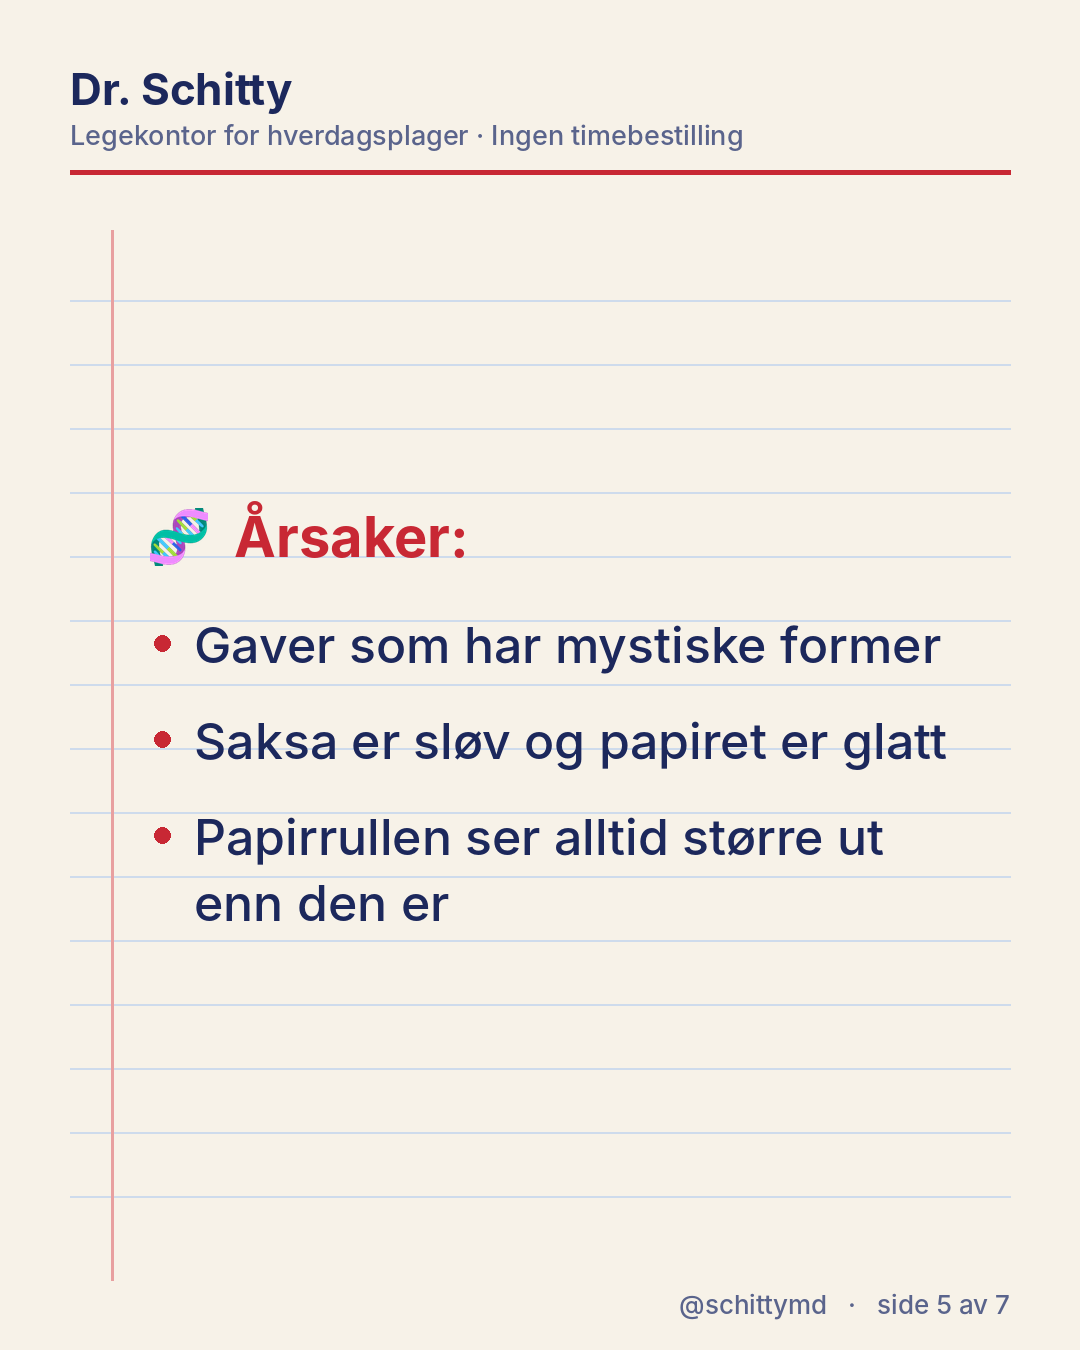 Dr. Schitty
Legekontor for hverdagsplager · Ingen timebestilling
🧬 Årsaker:
• Gaver som har mystiske former
• Saksa er sløv og papiret er glatt
• Papirrullen ser alltid større ut
enn den er
@schittymd · side 5 av 7